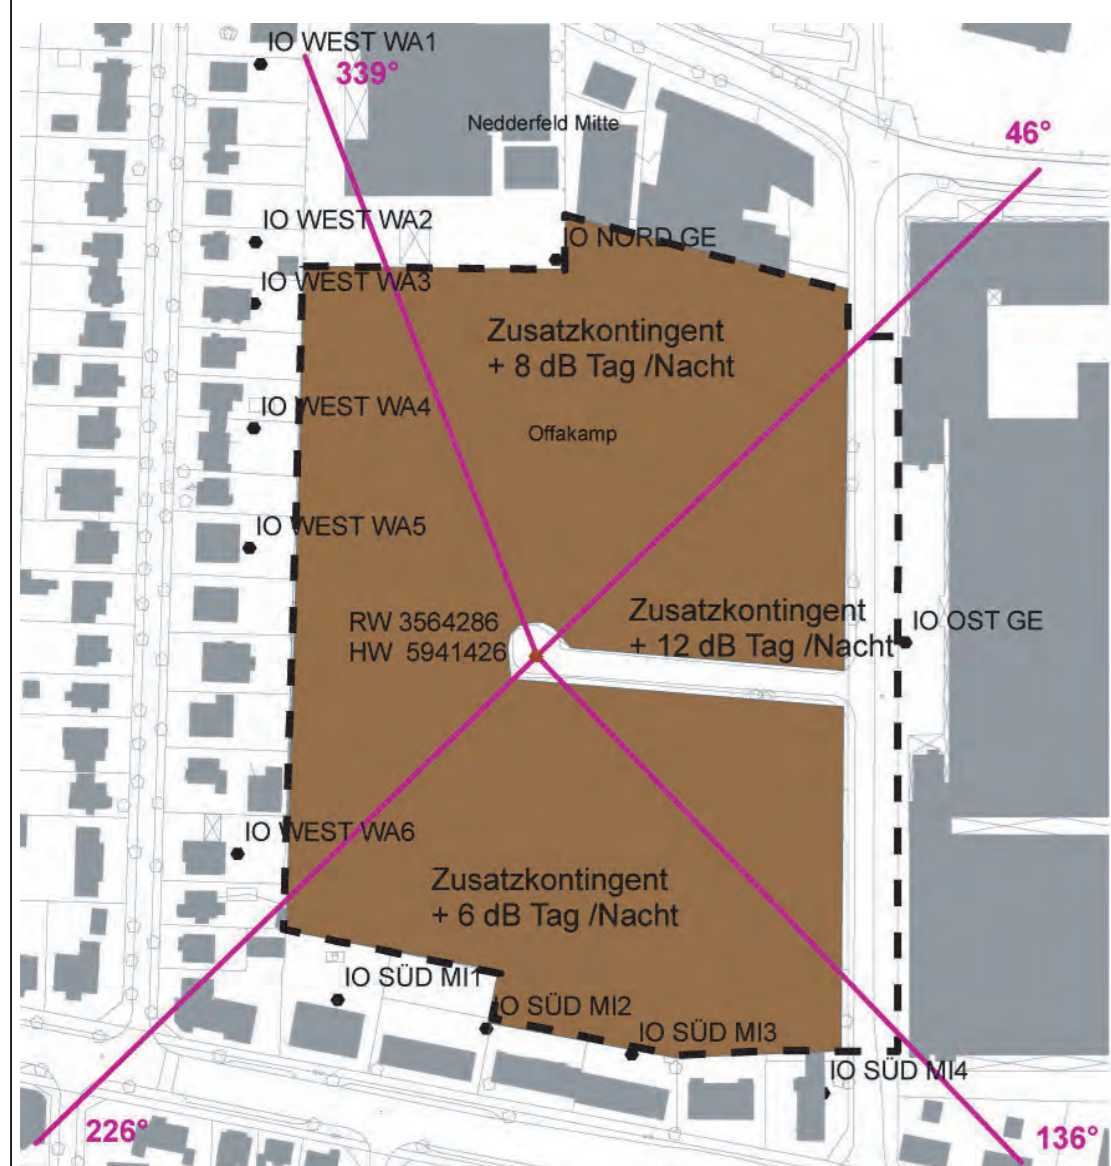 IO WEST WA1
339°
Nedderfeld Mitte
46°
IO WEST WA2
IO NORD GE
IO WEST WA3
Zusatzkontingent
+ 8 dB Tag /Nacht
IO WEST WA4
Offakamp
IO WEST WA5
Zusatzkontingent
+ 12 dB Tag /Nacht
IO OST GE
RW 3564286
HW 5941426
IO WEST WA6
Zusatzkontingent
+ 6 dB Tag /Nacht
IO SÜD MI1
IO SÜD MI2
IO SÜD MI3
IO SÜD MI4
226°
136°